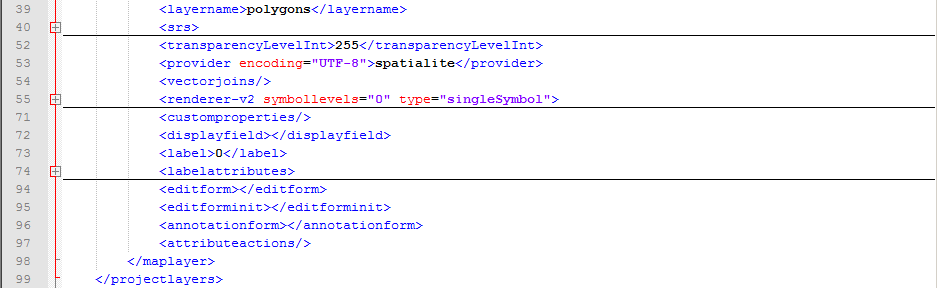 39 <layername>polygons</layername>
40 <srs>
52 <transparencyLevelInt>255</transparencyLevelInt>
53 <provider encoding="UTF-8">spatialite</provider>
54 <vectorjoins/>
55 <renderer-v2 symbollevels="0" type="singleSymbol">
71 <customproperties/>
72 <displayfield></displayfield>
73 <label>0</label>
74 <labelattributes>
94 <editform></editform>
95 <editforminit></editforminit>
96 <annotationform></annotationform>
97 <attributeactions/>
98 </maplayer>
99 </projectlayers>